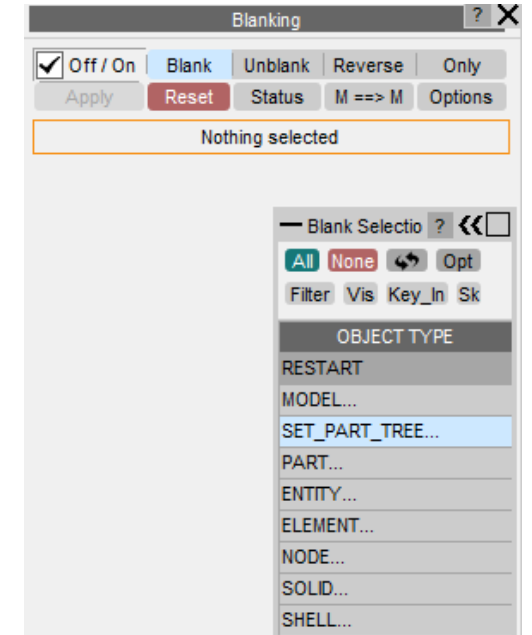 Blanking ? X
Off / On Blank Unblank Reverse Only
Apply Reset Status M ==> M Options
Nothing selected
Blank Selectio ?
All None Opt
Filter Vis Key_In Sk
OBJECT TYPE
RESTART
MODEL...
SET_PART_TREE...
PART...
ENTITY...
ELEMENT...
NODE...
SOLID...
SHELL...